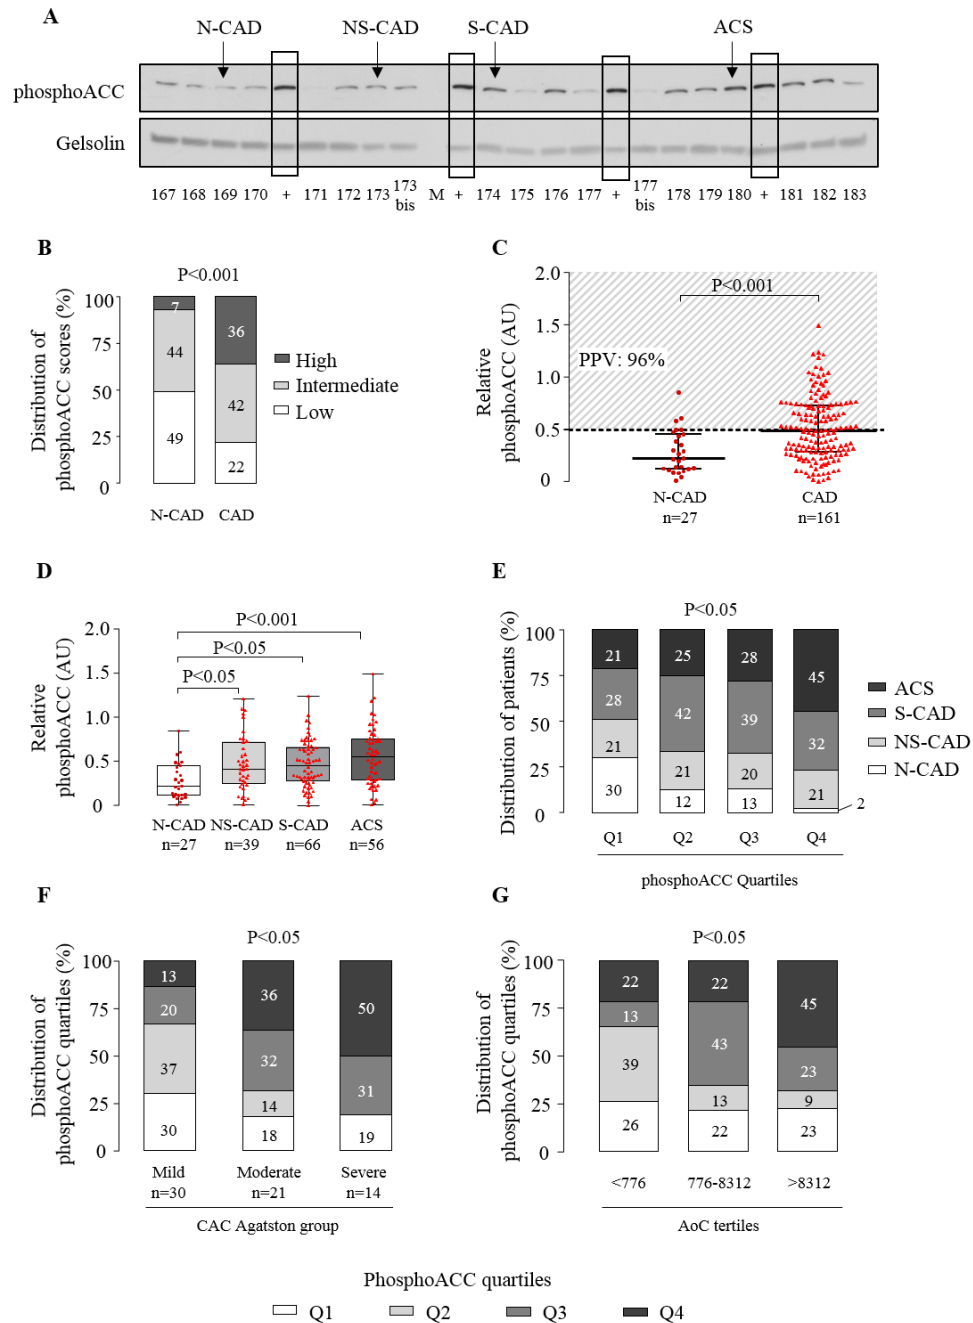 A
N-CAD NS-CAD S-CAD ACS
phosphoACC
Gelsolin
167 168 169 170 + 171 172 173 173 bis M + 174 175 176 177 + 177 bis 178 179 180 + 181 182 183
B
P<0.001
Distribution of
phosphoACC scores (%)
100
75
50
25
0
7
44
49
36
42
22
High
Intermediate
Low
N-CAD CAD
C
Relative
phosphoACC (AU)
2.0
1.5
1.0
0.5
0
P<0.001
PPV: 96%
N-CAD CAD
n=27 n=161
D
Relative
phosphoACC (AU)
2.0
1.5
1.0
0.5
0
P<0.001
P<0.05
P<0.05
N-CAD NS-CAD S-CAD ACS
n=27 n=39 n=66 n=56
E
P<0.05
Distribution of patients (%)
100
75
50
25
0
21 25 28 45
28 42 39 32
21 21 20 21
30 12 13 2
ACS
S-CAD
NS-CAD
N-CAD
Q1 Q2 Q3 Q4
phosphoACC Quartiles
F
P<0.05
Distribution of
phosphoACC quartiles (%)
100
75
50
25
0
13 36 50
20 32 31
37 14
30 18 19
Mild Moderate Severe
n=30 n=21 n=14
CAC Agatston group
G
P<0.05
Distribution of
phosphoACC quartiles (%)
100
75
50
25
0
22 22 45
13 43 23
39 13 9
26 22 23
<776 776-8312 >8312
AoC tertiles
PhosphoACC quartiles
Q1 Q2 Q3 Q4